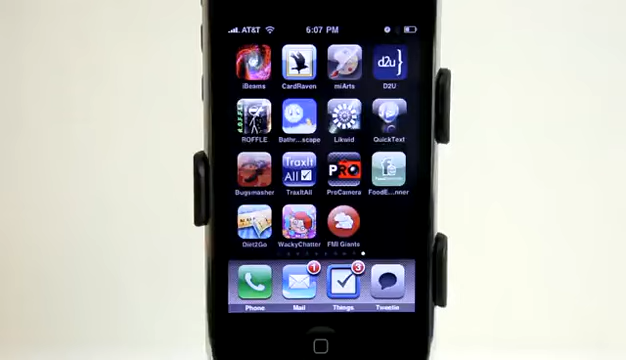 AT&T 6:07 PM
iBeams CardRaven miArts D2U
d2u}
ROFFLE Bathr...scape Likwid QuickText
TraxIt
All
PRO
Bugsmasher TraxItAll ProCamera FoodE...nner
Dirt2Go WackyChatter FMI Giants
1 3
Phone Mail Things Tweetie